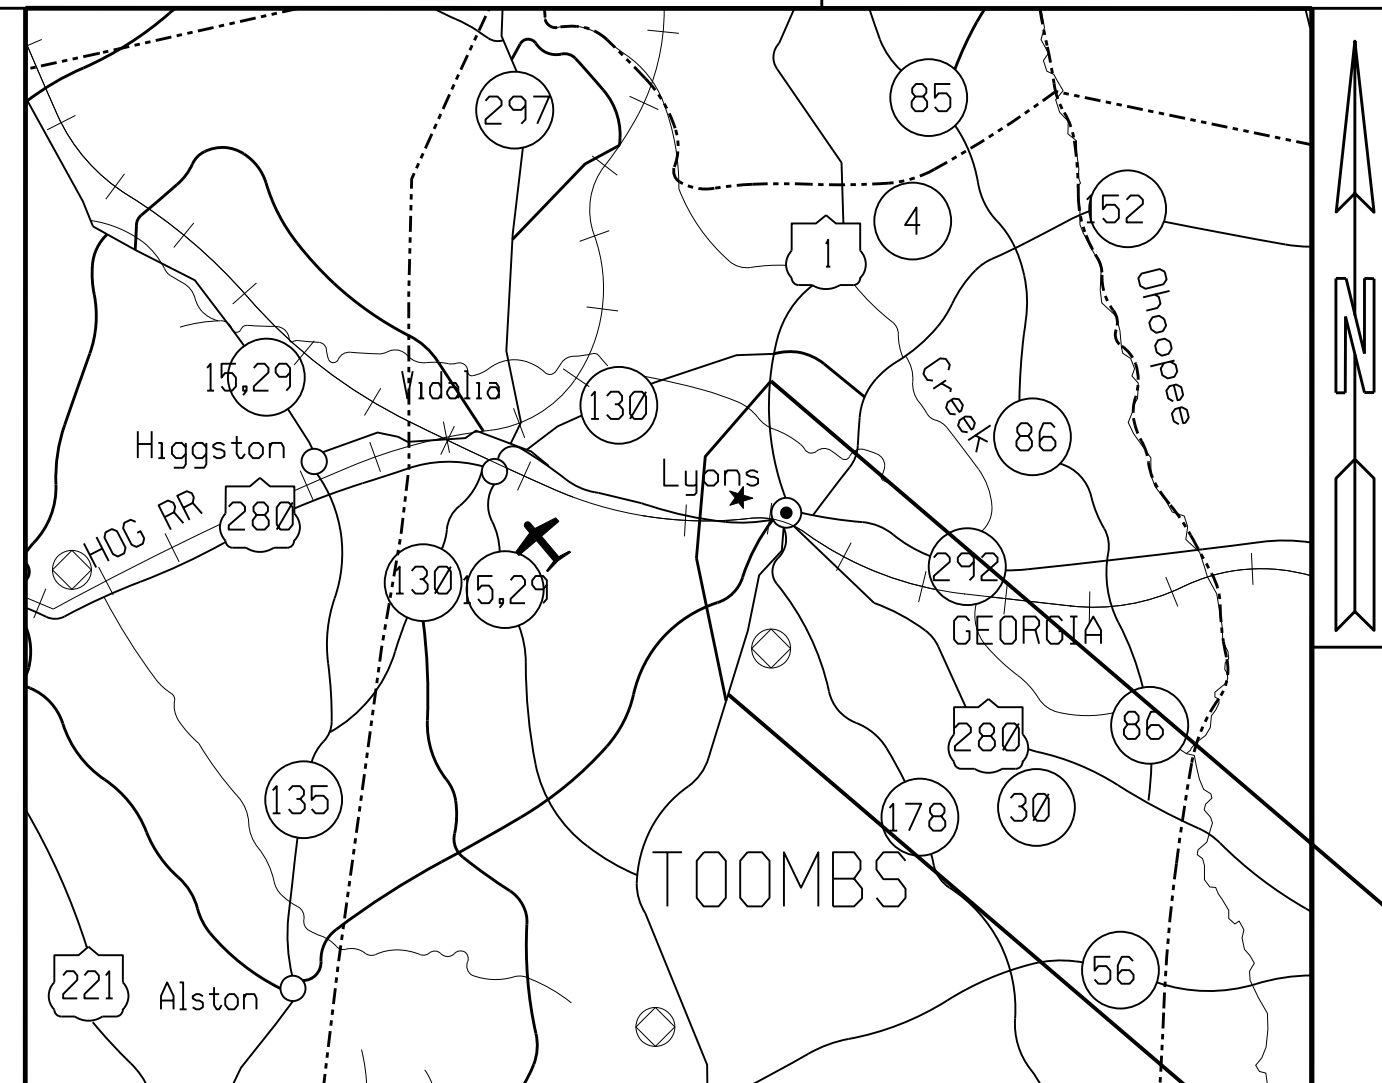 297
85
152
4
1
N
Ohoopee
15,29
Vidalia
130
Creek
86
Higgston
Lyons
280
HOG RR
292
130
15,29
GEORGIA
86
280
135
30
178
TOOMBS
56
221
Alston